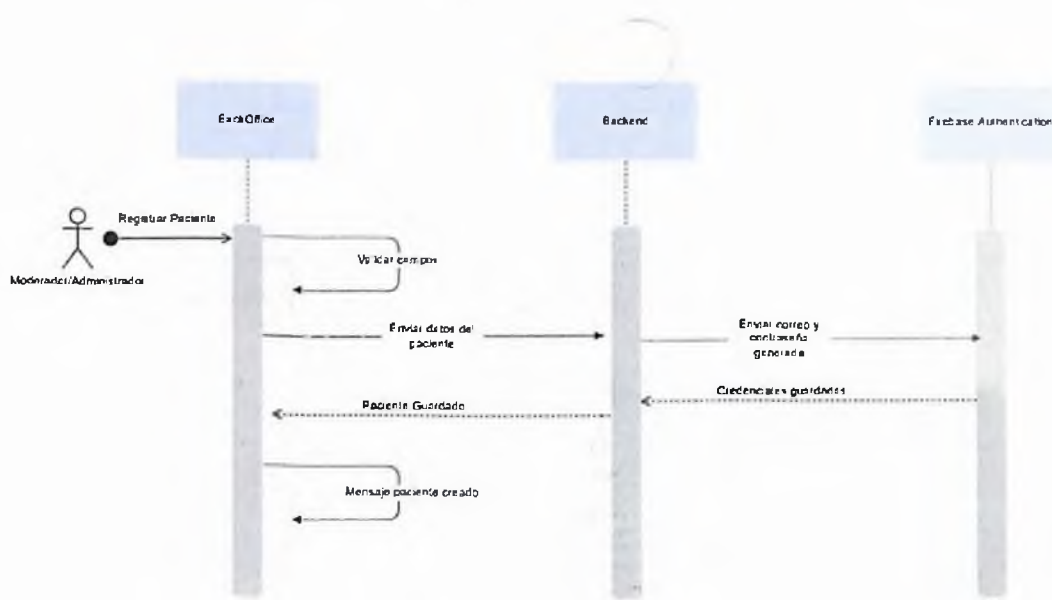 BackOffice
Backend
Firebase Authentication
Registrar Paciente
Moderador/Administrador
Validar campos
Enviar datos del
paciente
Enviar correo y
contraseña
generada
Credenciales guardadas
Paciente Guardado
Mensaje paciente creado